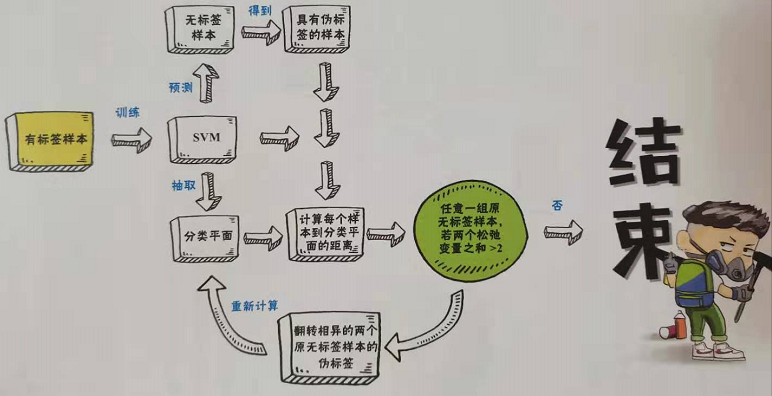 无标签
样本
得到
具有伪标
签的样本
预测
有标签样本
训练
SVM
抽取
分类平面
计算每个样
本到分类平
面的距离
任意一组原
无标签样本,
若两个松弛
变量之和 >2
否
结
束
重新计算
翻转相异的两个
原无标签样本的
伪标签